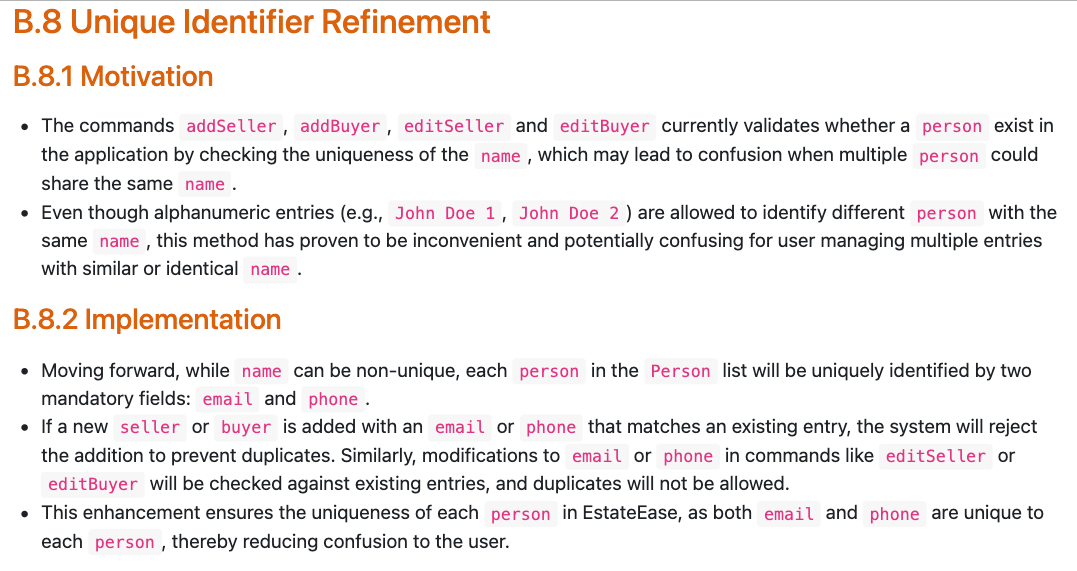 B.8 Unique Identifier Refinement
B.8.1 Motivation
• The commands addSeller , addBuyer , editSeller and editBuyer currently validates whether a person exist in
the application by checking the uniqueness of the name , which may lead to confusion when multiple person could
share the same name .
• Even though alphanumeric entries (e.g., John Doe 1 , John Doe 2 ) are allowed to identify different person with the
same name , this method has proven to be inconvenient and potentially confusing for user managing multiple entries
with similar or identical name .
B.8.2 Implementation
• Moving forward, while name can be non-unique, each person in the Person list will be uniquely identified by two
mandatory fields: email and phone .
• If a new seller or buyer is added with an email or phone that matches an existing entry, the system will reject
the addition to prevent duplicates. Similarly, modifications to email or phone in commands like editSeller or
editBuyer will be checked against existing entries, and duplicates will not be allowed.
• This enhancement ensures the uniqueness of each person in EstateEase, as both email and phone are unique to
each person , thereby reducing confusion to the user.